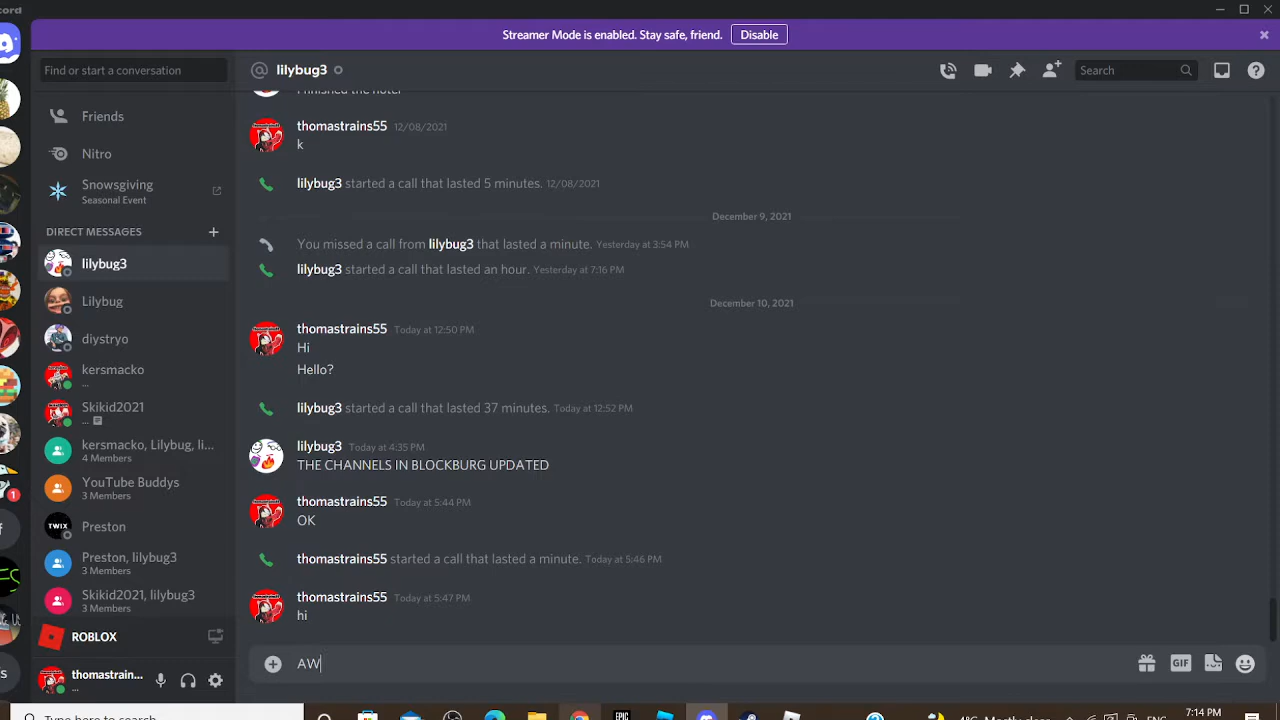 cord
Streamer Mode is enabled. Stay safe, friend. Disable
Find or start a conversation
@ lilybug3
Search
Friends
Nitro
Snowsgiving
Seasonal Event
DIRECT MESSAGES
lilybug3
Lilybug
diystryo
kersmacko
...
Skikid2021
...
kersmacko, Lilybug, li...
4 Members
YouTube Buddys
3 Members
TWIX
Preston
Preston, lilybug3
3 Members
Skikid2021, lilybug3
3 Members
1
ROBLOX
thomastrain...
...
I finished the hotel
thomastrains55 12/08/2021
k
lilybug3 started a call that lasted 5 minutes. 12/08/2021
December 9, 2021
You missed a call from lilybug3 that lasted a minute. Yesterday at 3:54 PM
lilybug3 started a call that lasted an hour. Yesterday at 7:16 PM
December 10, 2021
thomastrains55 Today at 12:50 PM
Hi
Hello?
lilybug3 started a call that lasted 37 minutes. Today at 12:52 PM
lilybug3 Today at 4:35 PM
THE CHANNELS IN BLOCKBURG UPDATED
thomastrains55 Today at 5:44 PM
OK
thomastrains55 started a call that lasted a minute. Today at 5:46 PM
thomastrains55 Today at 5:47 PM
hi
AW
GIF
Type here to search
EPIC
48°C Mostly clear
7:14 PM